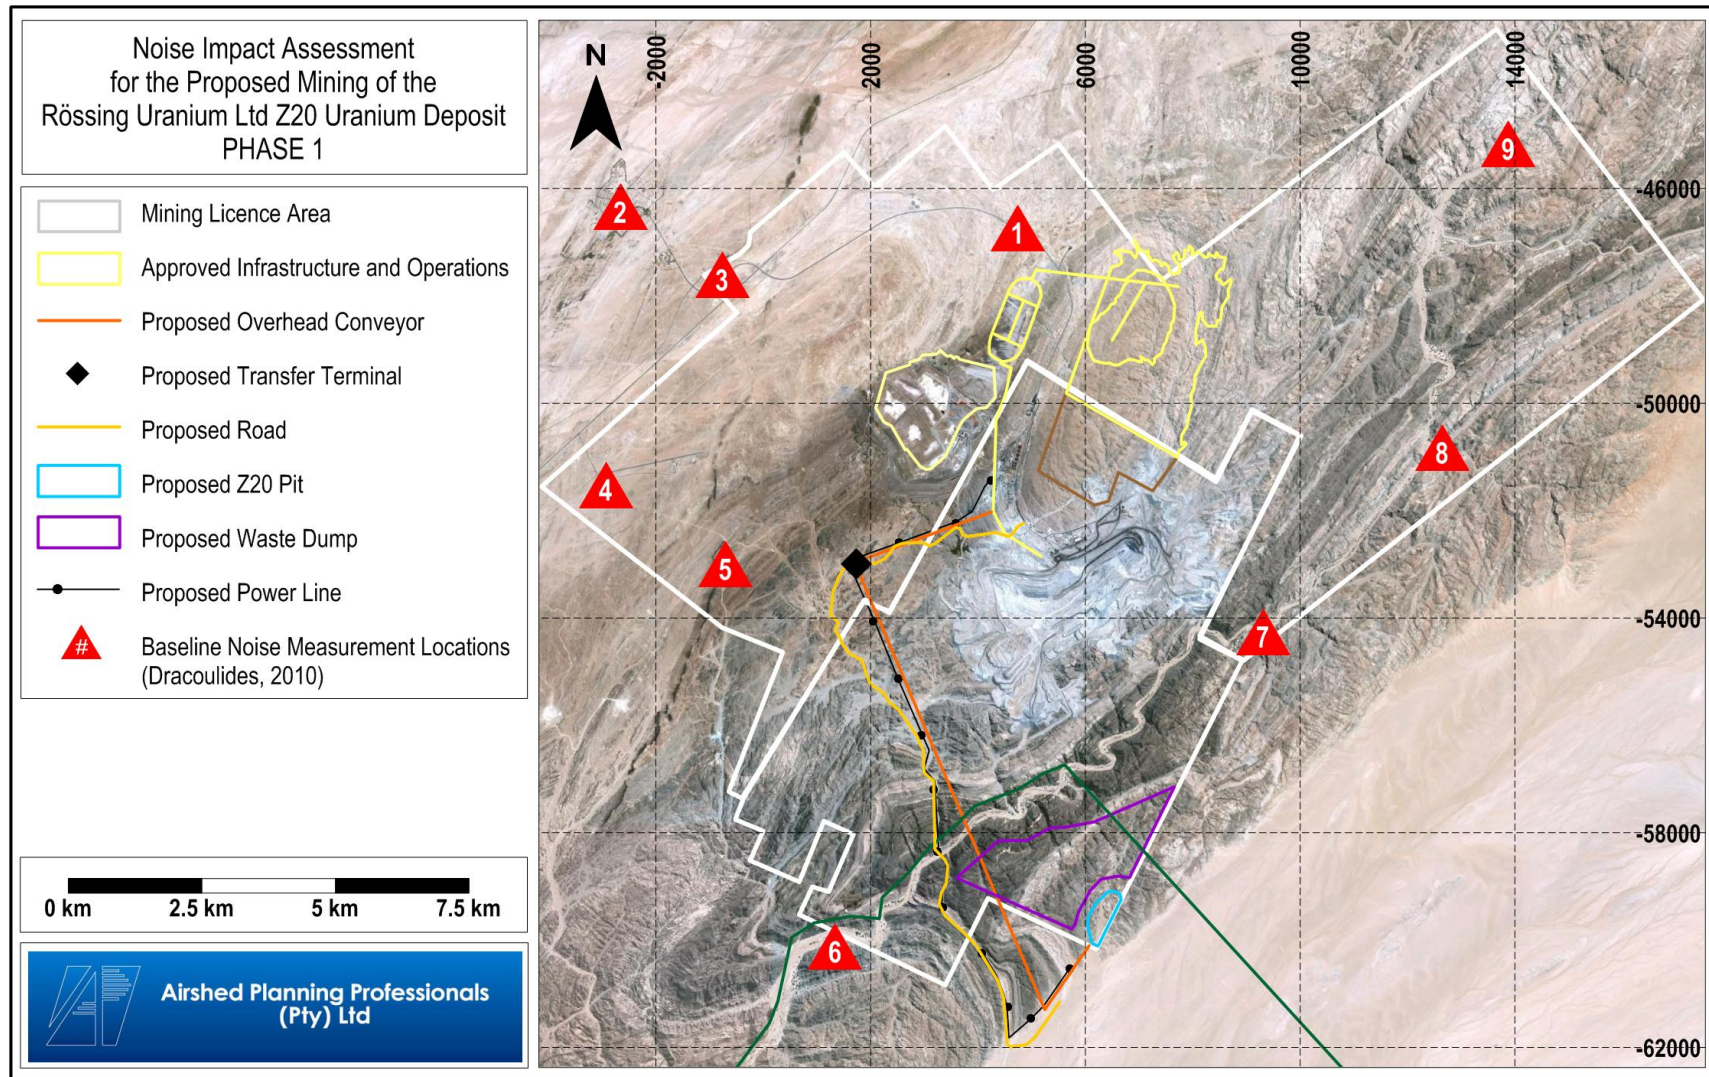 Noise Impact Assessment
for the Proposed Mining of the
Rössing Uranium Ltd Z20 Uranium Deposit
PHASE 1
Mining Licence Area
Approved Infrastructure and Operations
Proposed Overhead Conveyor
Proposed Transfer Terminal
Proposed Road
Proposed Z20 Pit
Proposed Waste Dump
Proposed Power Line
#
Baseline Noise Measurement Locations
(Dracoulides, 2010)
0 km
2.5 km
5 km
7.5 km
Airshed Planning Professionals
(Pty) Ltd
N
-2000
2000
6000
10000
14000
-46000
-50000
-54000
-58000
-62000
1
2
3
4
5
6
7
8
9